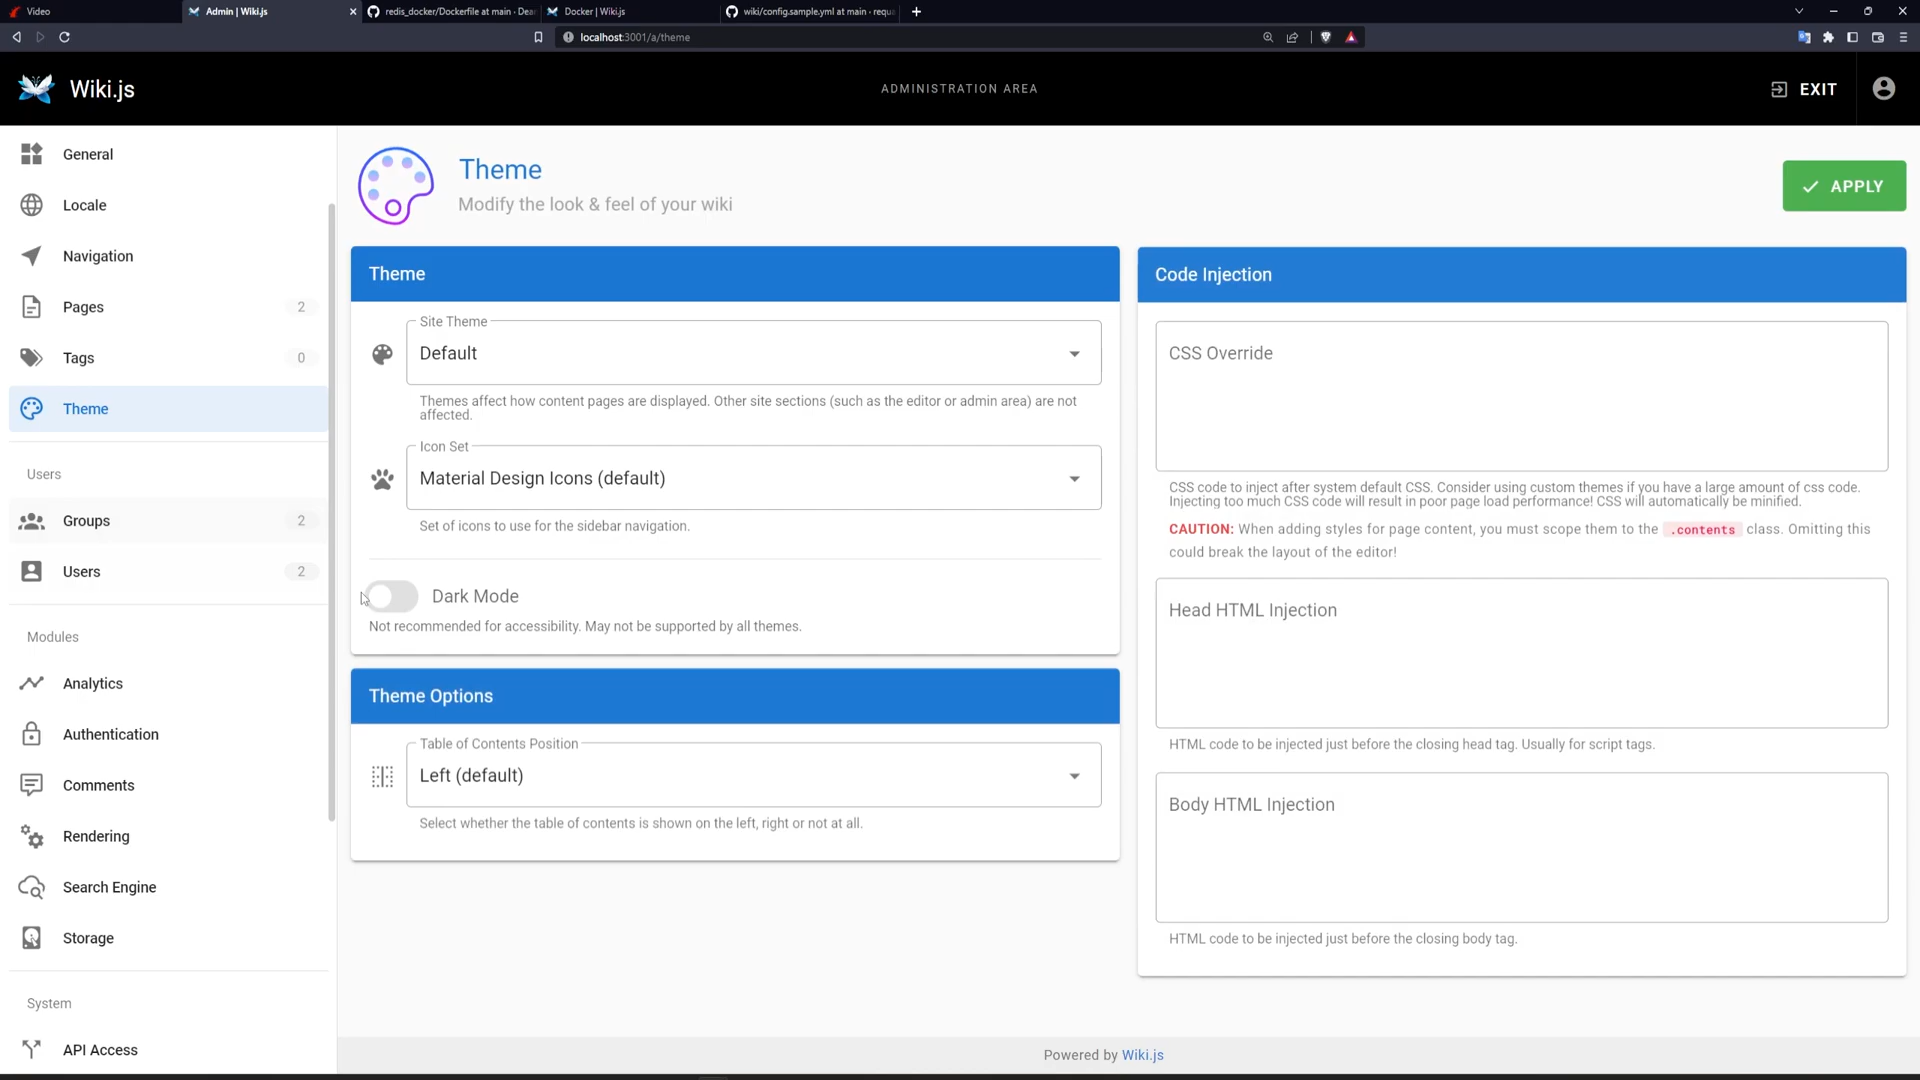 Video
Admin | Wiki.js
redis_docker/Dockerfile at main · Dea
Docker | Wiki.js
wiki/config.sample.yml at main · requa
localhost:3001/a/theme
Wiki.js
ADMINISTRATION AREA
EXIT
General
Locale
Navigation
Pages 2
Tags 0
Theme
Users
Groups 2
Users 2
Modules
Analytics
Authentication
Comments
Rendering
Search Engine
Storage
System
API Access
Theme
Modify the look & feel of your wiki
APPLY
Theme
Site Theme
Default
Themes affect how content pages are displayed. Other site sections (such as the editor or admin area) are not
affected.
Icon Set
Material Design Icons (default)
Set of icons to use for the sidebar navigation.
Dark Mode
Not recommended for accessibility. May not be supported by all themes.
Theme Options
Table of Contents Position
Left (default)
Select whether the table of contents is shown on the left, right or not at all.
Code Injection
CSS Override
CSS code to inject after system default CSS. Consider using custom themes if you have a large amount of css code.
Injecting too much CSS code will result in poor page load performance! CSS will automatically be minified.
CAUTION: When adding styles for page content, you must scope them to the .contents class. Omitting this
could break the layout of the editor!
Head HTML Injection
HTML code to be injected just before the closing head tag. Usually for script tags.
Body HTML Injection
HTML code to be injected just before the closing body tag.
Powered by Wiki.js